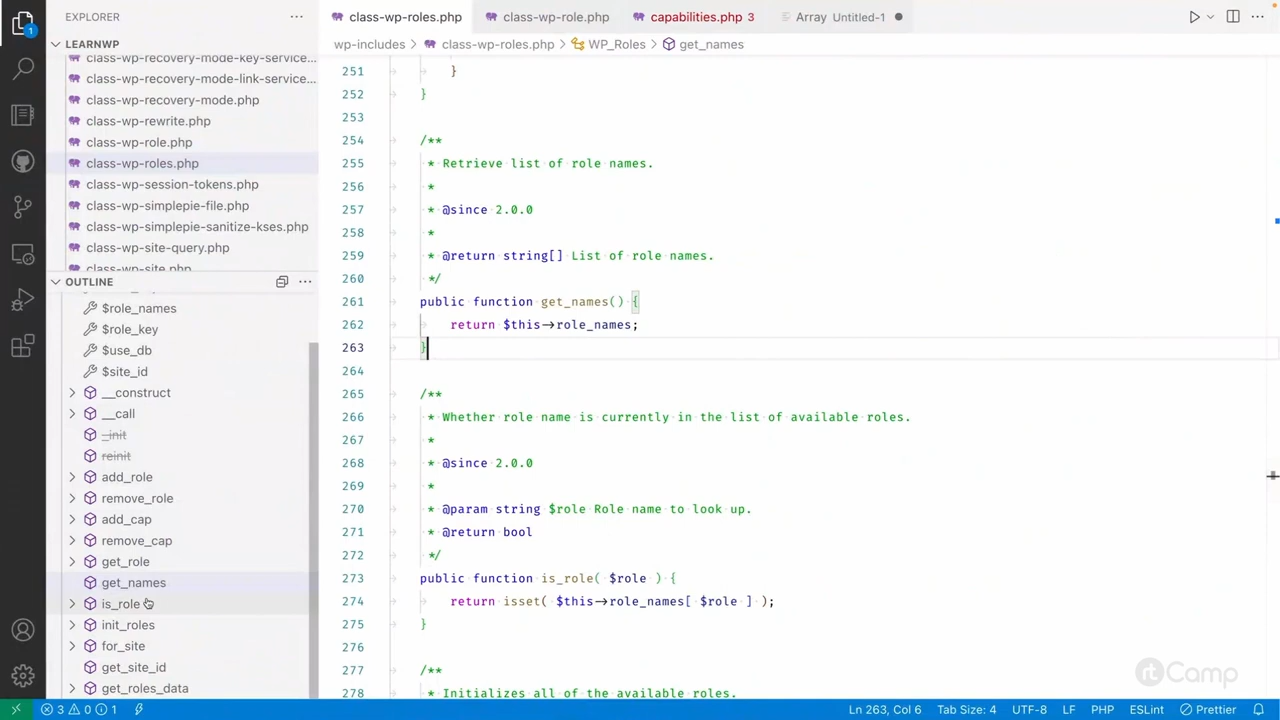 EXPLORER
LEARNWP
class-wp-recovery-mode-key-service...
class-wp-recovery-mode-link-service...
class-wp-recovery-mode.php
class-wp-rewrite.php
class-wp-role.php
class-wp-roles.php
class-wp-session-tokens.php
class-wp-simplepie-file.php
class-wp-simplepie-sanitize-kses.php
class-wp-site-query.php
class-wp-site.php
OUTLINE
$role_names
$role_key
$use_db
$site_id
__construct
__call
_init
reinit
add_role
remove_role
add_cap
remove_cap
get_role
get_names
is_role
init_roles
for_site
get_site_id
get_roles_data
class-wp-roles.php class-wp-role.php capabilities.php 3 Array Untitled-1
wp-includes > class-wp-roles.php > WP_Roles > get_names
251 }
252 }
253
254 /**
255 * Retrieve list of role names.
256 *
257 * @since 2.0.0
258 *
259 * @return string[] List of role names.
260 */
261 public function get_names() {
262 return $this->role_names;
263 }
264
265 /**
266 * Whether role name is currently in the list of available roles.
267 *
268 * @since 2.0.0
269 *
270 * @param string $role Role name to look up.
271 * @return bool
272 */
273 public function is_role( $role ) {
274 return isset( $this->role_names[ $role ] );
275 }
276
277 /**
278 * Initializes all of the available roles.
rtCamp
1
3 0 1 Ln 263, Col 6 Tab Size: 4 UTF-8 LF PHP ESLint Prettier